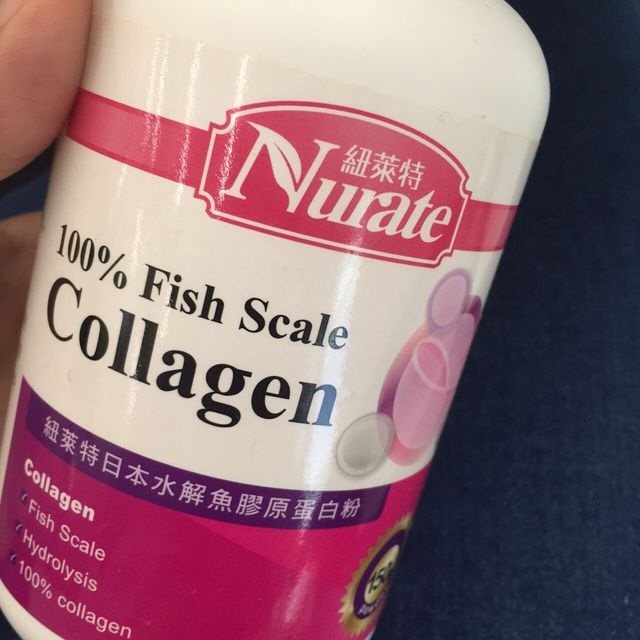 紐萊特
Nurate
100% Fish Scale
Collagen
紐萊特日本水解魚膠原蛋白粉
Collagen
Fish Scale
Hydrolysis
100% collagen